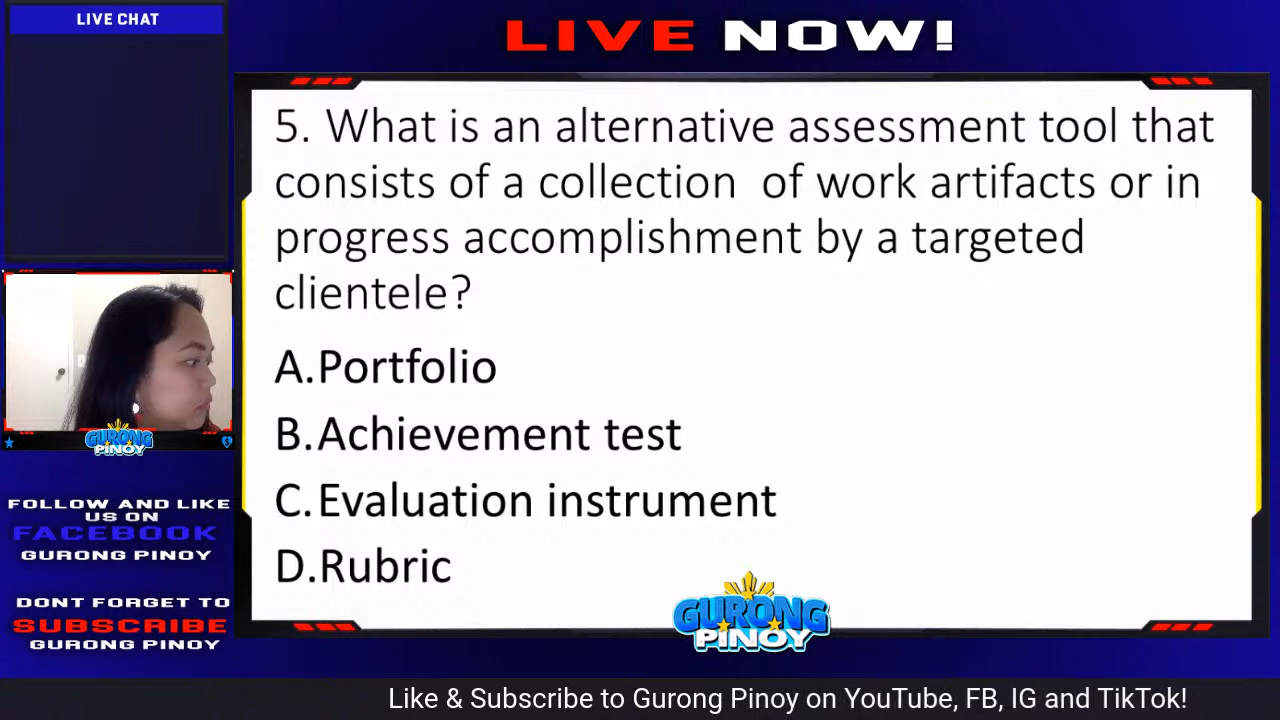 LIVE CHAT
LIVE NOW!
5. What is an alternative assessment tool that
consists of a collection  of work artifacts or in
progress accomplishment by a targeted
clientele?
A.Portfolio
B.Achievement test
C.Evaluation instrument
D.Rubric
GURONG
PINOY
FOLLOW AND LIKE
US ON
FACEBOOK
GURONG PINOY
DONT FORGET TO
SUBSCRIBE
GURONG PINOY
GURONG
PINOY
Like & Subscribe to Gurong Pinoy on YouTube, FB, IG and TikTok!